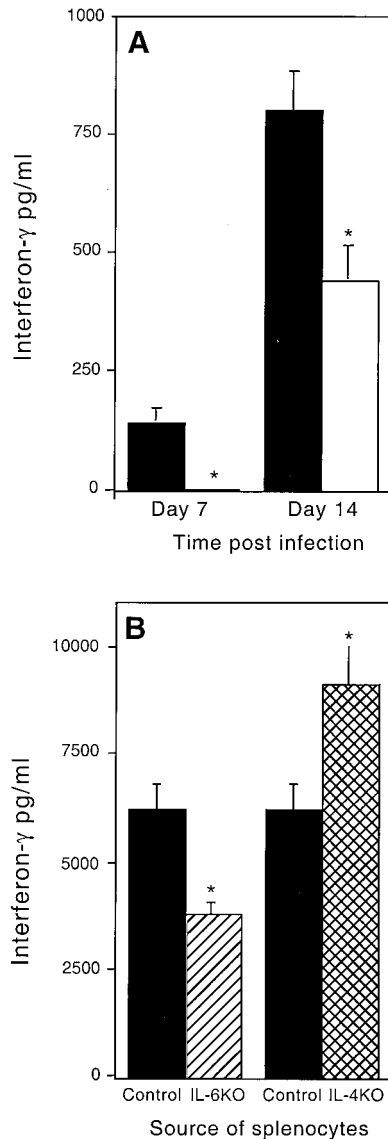 A
1000
750
500
250
0
Interferon-γ pg/ml
*
*
Day 7 Day 14
Time post infection
B
10000
7500
5000
2500
0
Interferon-γ pg/ml
*
*
Control IL-6KO Control IL-4KO
Source of splenocytes